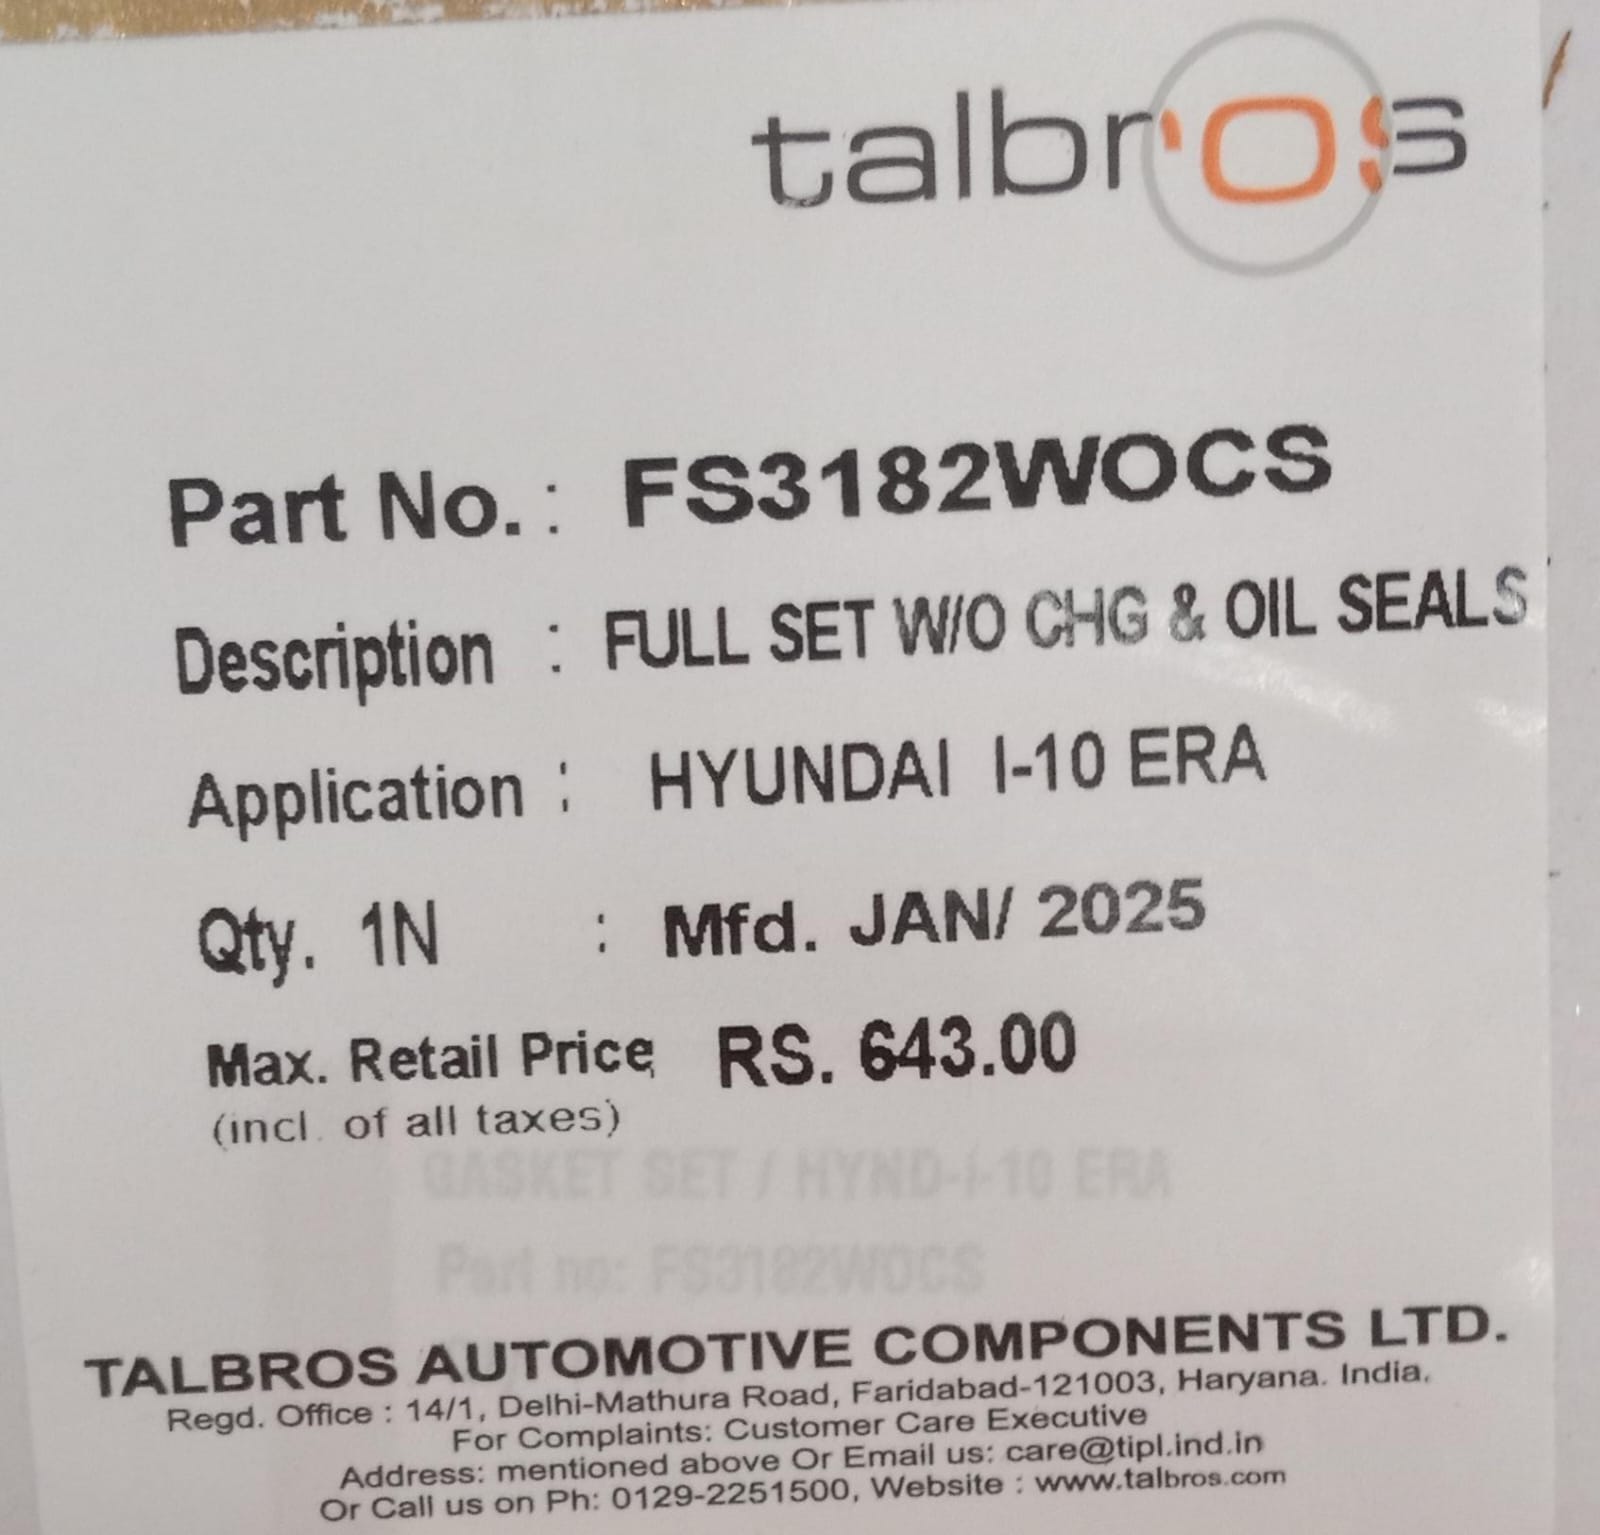 talbros
Part No. : FS3182WOCS
Description : FULL SET W/O CHG & OIL SEALS
Application : HYUNDAI I-10 ERA
Qty. 1N : Mfd. JAN/ 2025
Max. Retail Price RS. 643.00
(incl. of all taxes)
GASKET SET / HYND-i-10 ERA
Part no: FS3182WOCS
TALBROS AUTOMOTIVE COMPONENTS LTD.
Regd. Office : 14/1, Delhi-Mathura Road, Faridabad-121003, Haryana. India.
For Complaints: Customer Care Executive
Address: mentioned above Or Email us: care@tipl.ind.in
Or Call us on Ph: 0129-2251500, Website : www.talbros.com